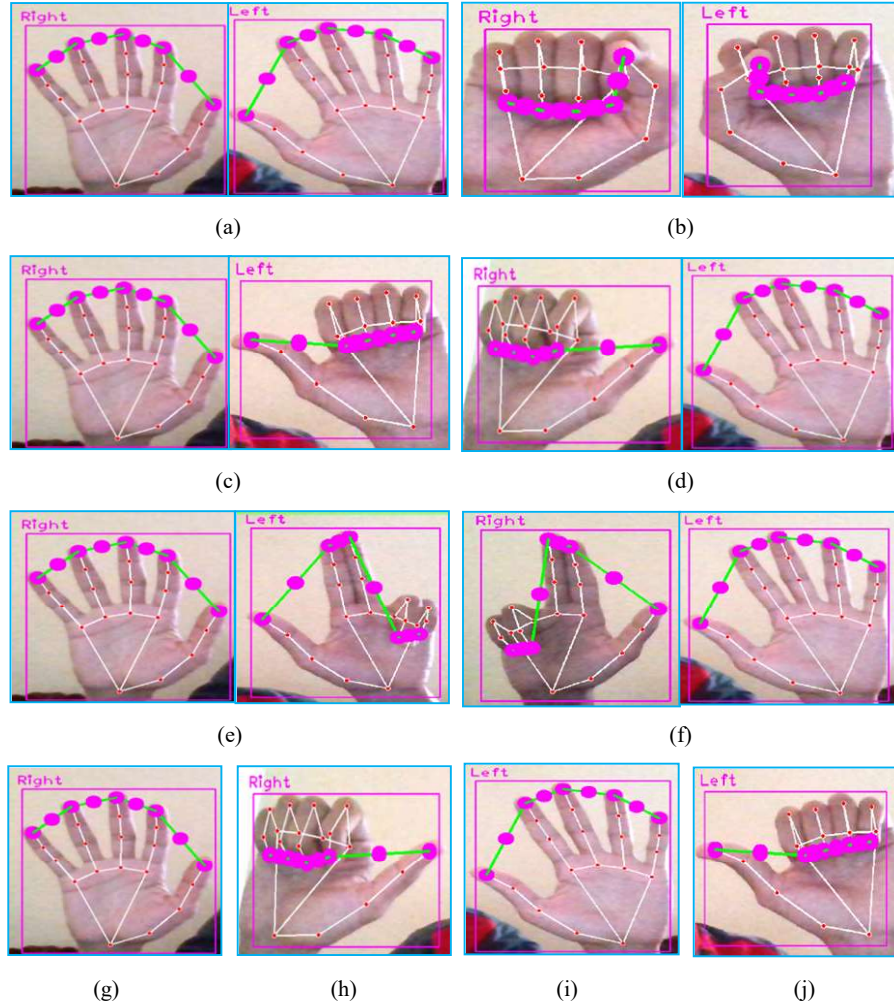 Right Left Right Left
(a) (b)
Right Left Right Left
(c) (d)
Right Left Right Left
(e) (f)
Right Right Left Left
(g) (h) (i) (j)